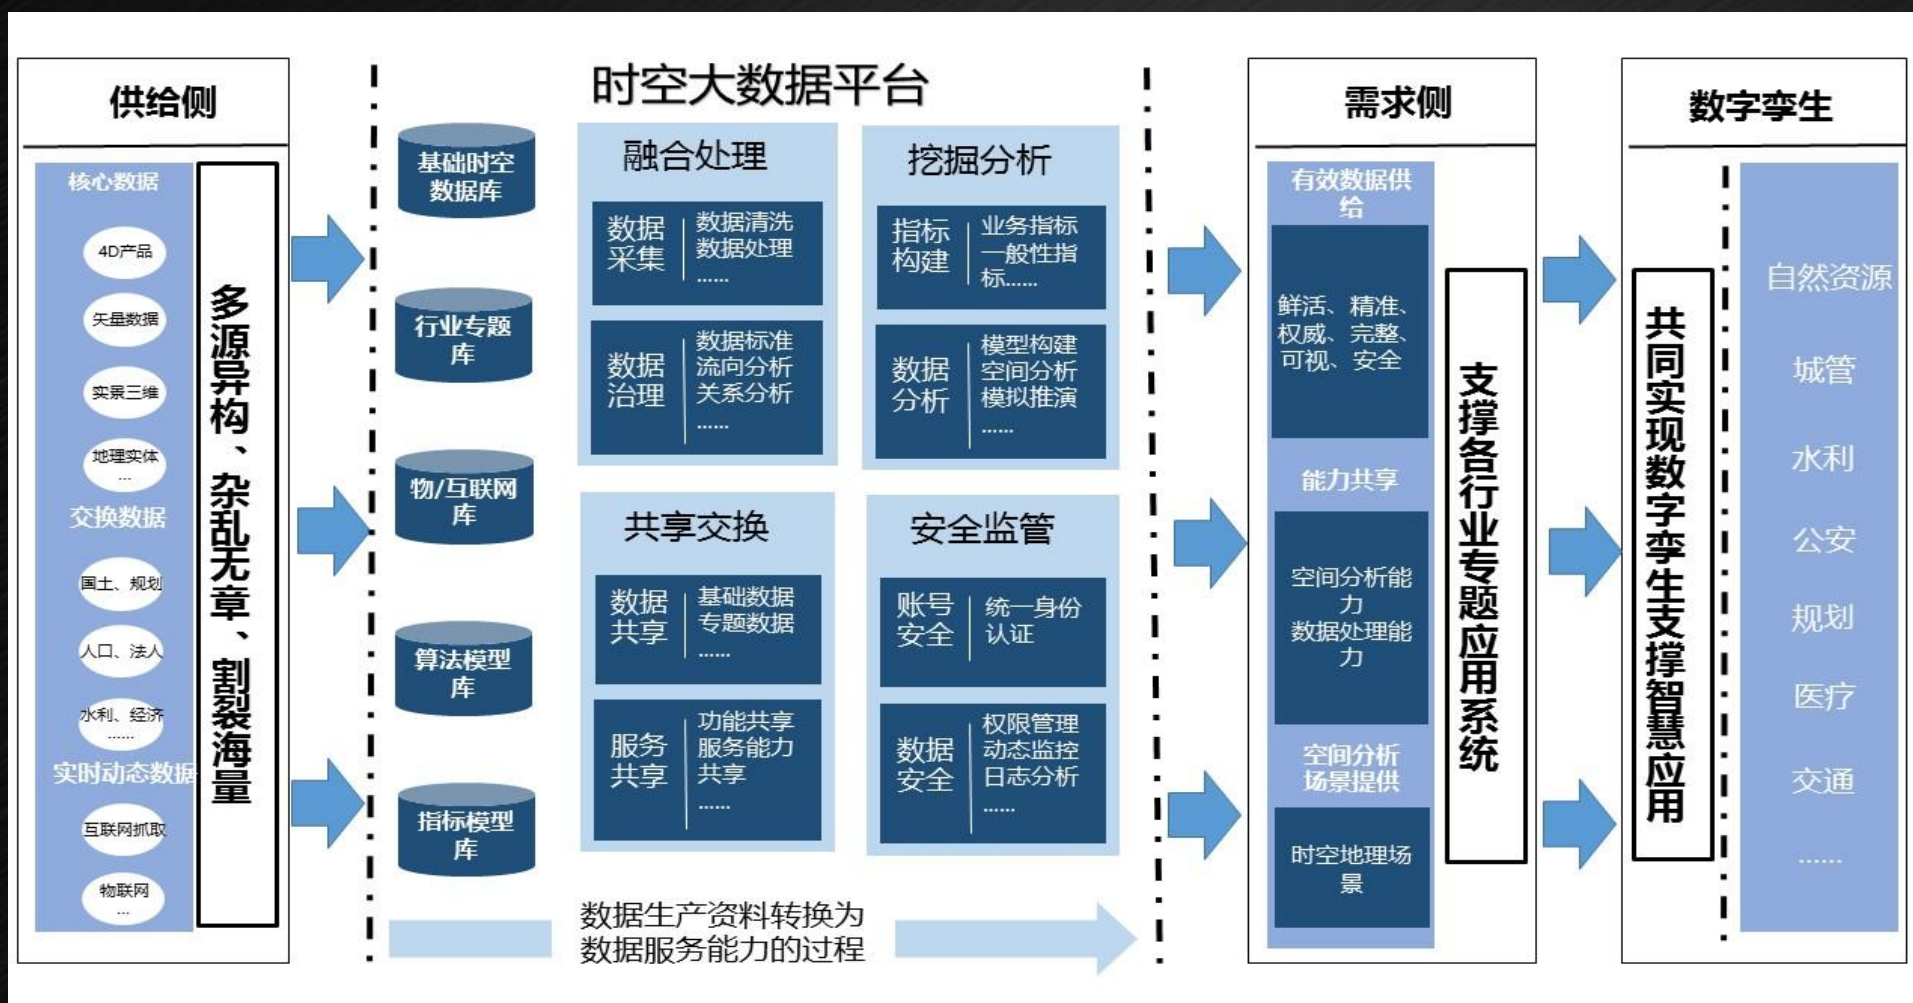 供给侧
核心数据
4D产品
矢量数据
实景三维
地理实体
...
交换数据
国土、规划
人口、法人
水利、经济
......
实时动态数据
互联网抓取
物联网
...
多源异构、杂乱无章、割裂海量
时空大数据平台
基础时空
数据库
行业专题
库
物/互联网
库
算法模型
库
指标模型
库
融合处理
数据
采集
数据清洗
数据处理
......
数据
治理
数据标准
流向分析
关系分析
......
挖掘分析
指标
构建
业务指标
一般性指
标......
数据
分析
模型构建
空间分析
模拟推演
......
共享交换
数据
共享
基础数据
专题数据
......
服务
共享
功能共享
服务能力
共享
......
安全监管
账号
安全
统一身份
认证
数据
安全
权限管理
动态监控
日志分析
......
数据生产资料转换为
数据服务能力的过程
需求侧
有效数据供
给
鲜活、精准、
权威、完整、
可视、安全
能力共享
空间分析能
力
数据处理能
力
空间分析
场景提供
时空地理场
景
支撑各行业专题应用系统
数字孪生
共同实现数字孪生支撑智慧应用
自然资源
城管
水利
公安
规划
医疗
交通
......